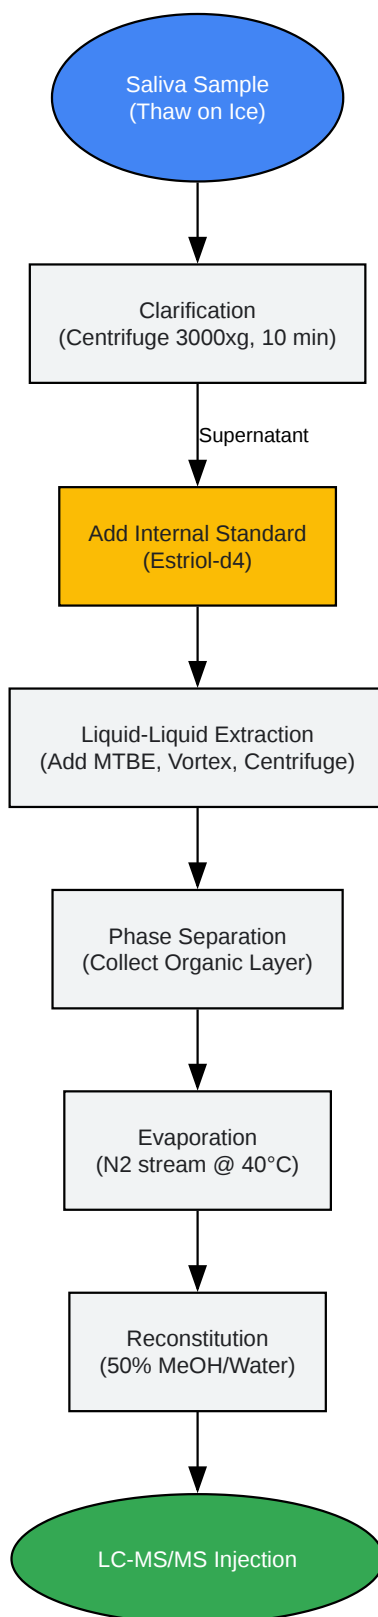 Saliva Sample
(Thaw on Ice)
Clarification
(Centrifuge 3000xg, 10 min)
Supernatant
Add Internal Standard
(Estriol-d4)
Liquid-Liquid Extraction
(Add MTBE, Vortex, Centrifuge)
Phase Separation
(Collect Organic Layer)
Evaporation
(N2 stream @ 40°C)
Reconstitution
(50% MeOH/Water)
LC-MS/MS Injection